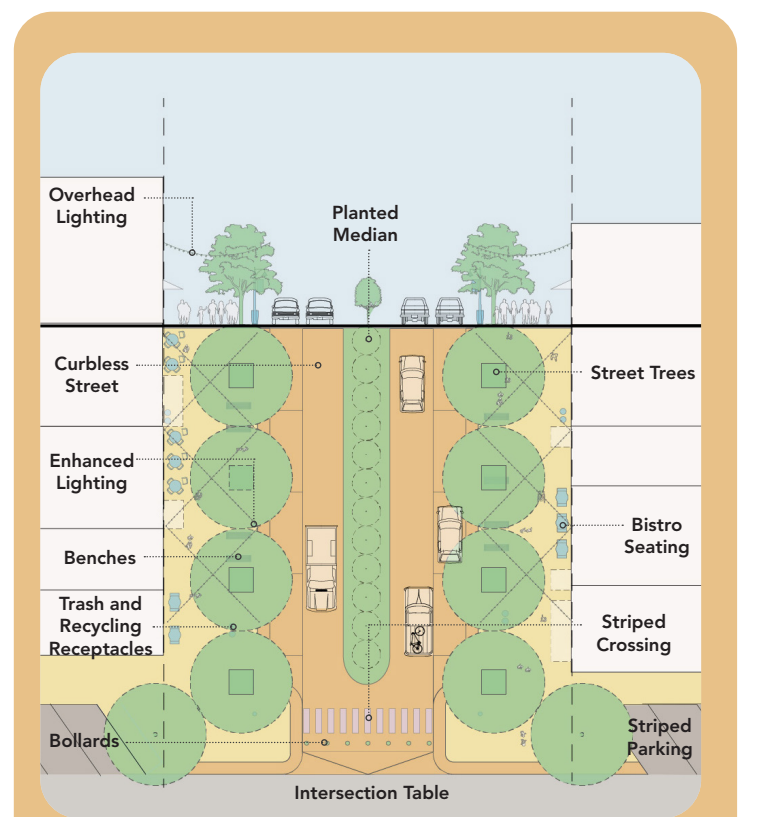 Overhead
Lighting
Planted
Median
Curbless
Street
Street Trees
Enhanced
Lighting
Bistro
Seating
Benches
Trash and
Recycling
Receptacles
Striped
Crossing
Bollards
Striped
Parking
Intersection Table